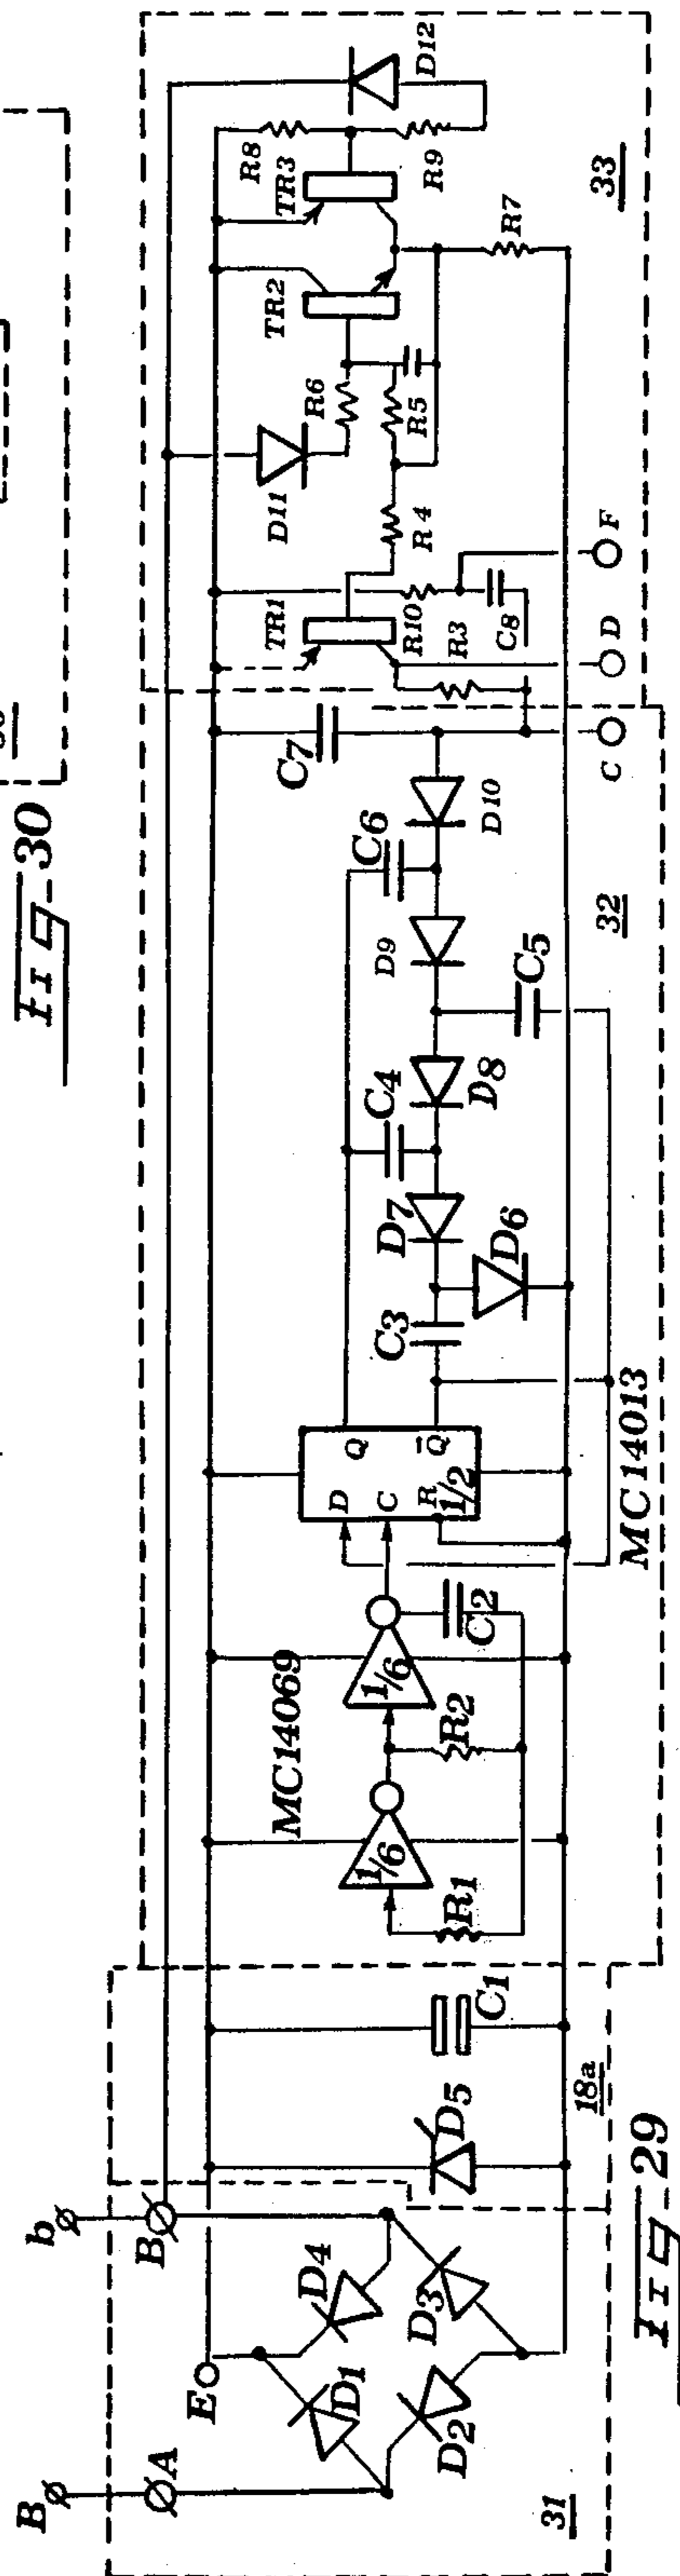 Fig-30
Fig-29
B
A
b
B
E
D1
D4
D2
D3
31
D5
C1
18a
R1
1/6
R2
MC14069
1/6
C2
D
C
R
Q
Q̅
1/2
MC14013
C3
D6
D7
C4
D8
C5
D9
C6
D10
C7
32
C
D
F
TR1
R10
R3
C8
R4
D11
R6
R5
TR2
TR3
R8
R9
R7
D12
33